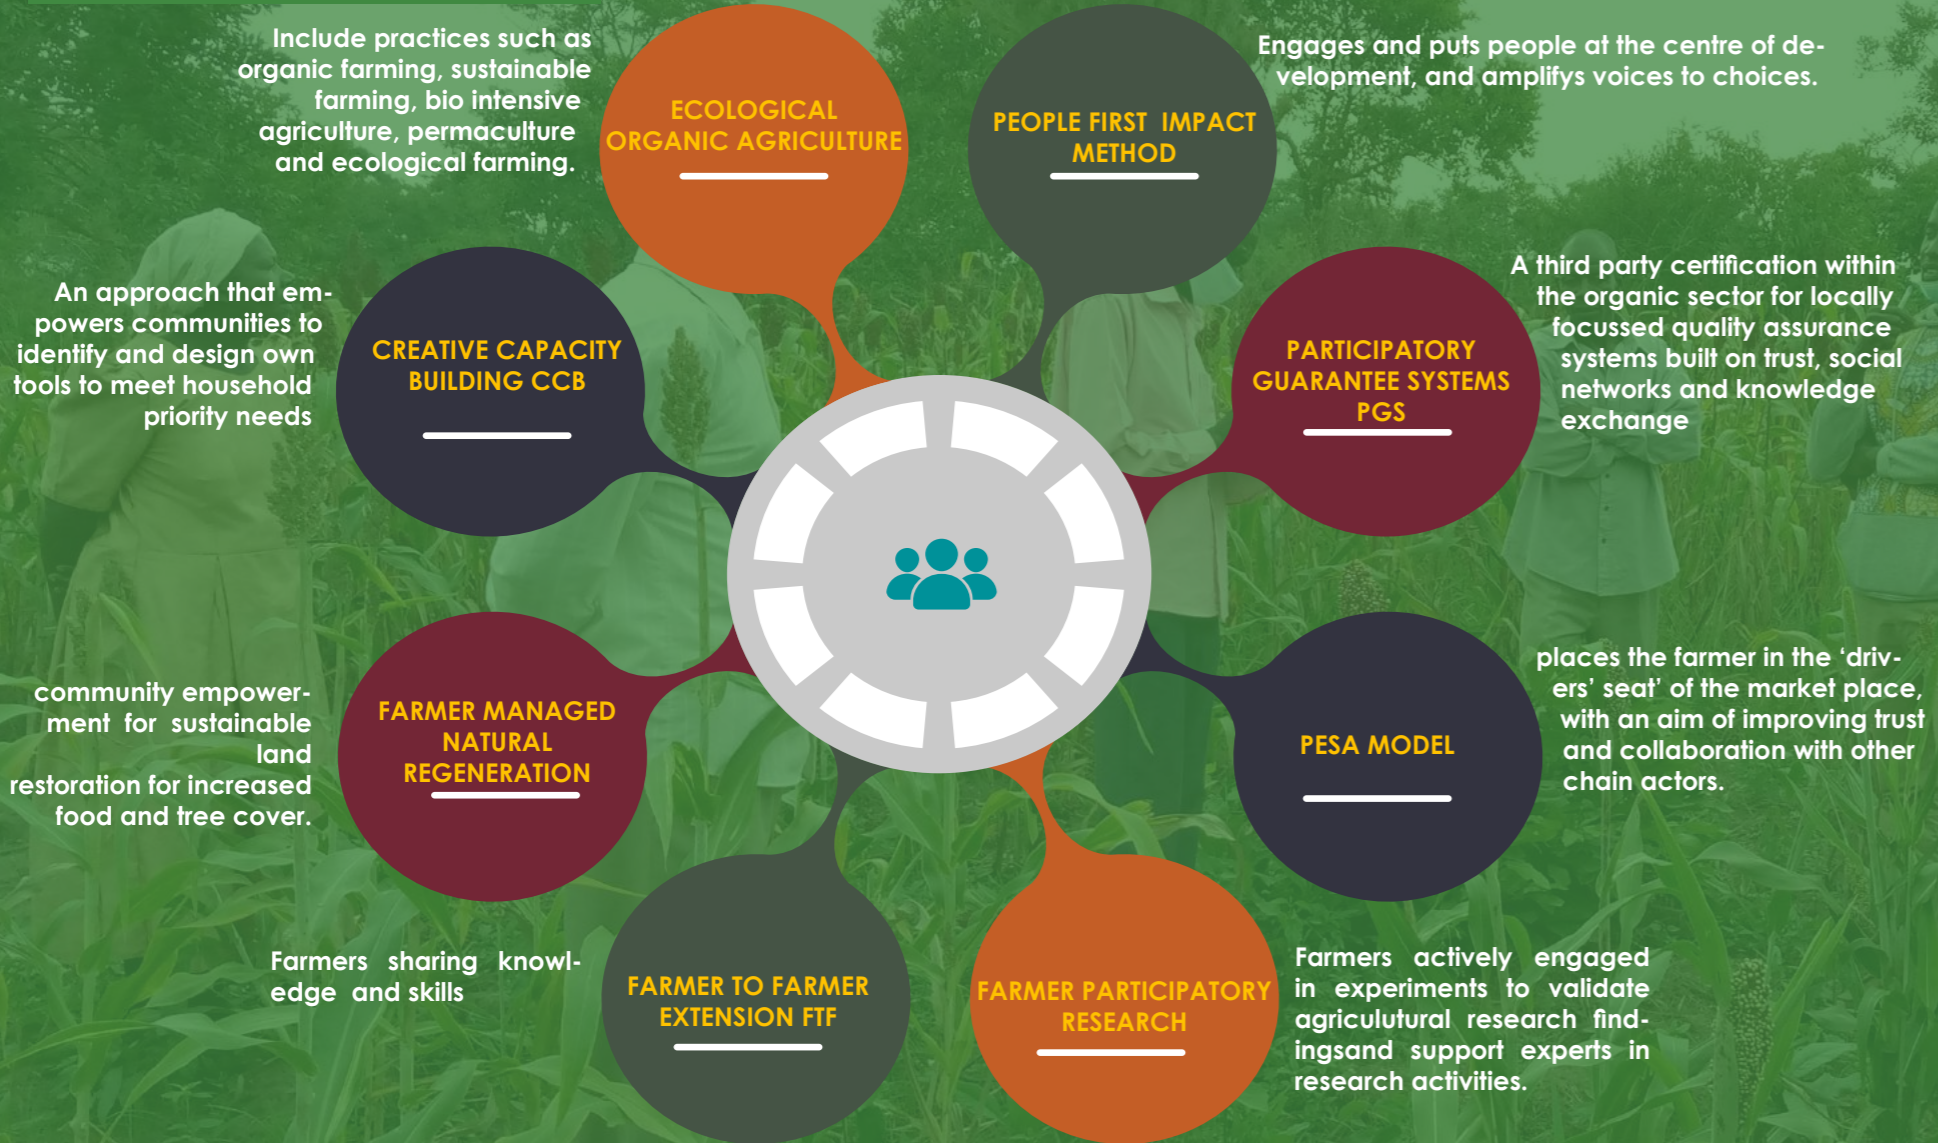 Include practices such as
organic farming, sustainable
farming, bio intensive
agriculture, permaculture
and ecological farming.
ECOLOGICAL
ORGANIC AGRICULTURE
PEOPLE FIRST IMPACT
METHOD
Engages and puts people at the centre of de-
velopment, and amplifys voices to choices.
An approach that em-
powers communities to
identify and design own
tools to meet household
priority needs
CREATIVE CAPACITY
BUILDING CCB
PARTICIPATORY
GUARANTEE SYSTEMS
PGS
A third party certification within
the organic sector for locally
focussed quality assurance
systems built on trust, social
networks and knowledge
exchange
community empower-
ment for sustainable
land
restoration for increased
food and tree cover.
FARMER MANAGED
NATURAL
REGENERATION
PESA MODEL
places the farmer in the ‘driv-
ers’ seat’ of the market place,
with an aim of improving trust
and collaboration with other
chain actors.
Farmers sharing knowl-
edge and skills
FARMER TO FARMER
EXTENSION FTF
FARMER PARTICIPATORY
RESEARCH
Farmers actively engaged
in experiments to validate
agriculutural research find-
ingsand support experts in
research activities.